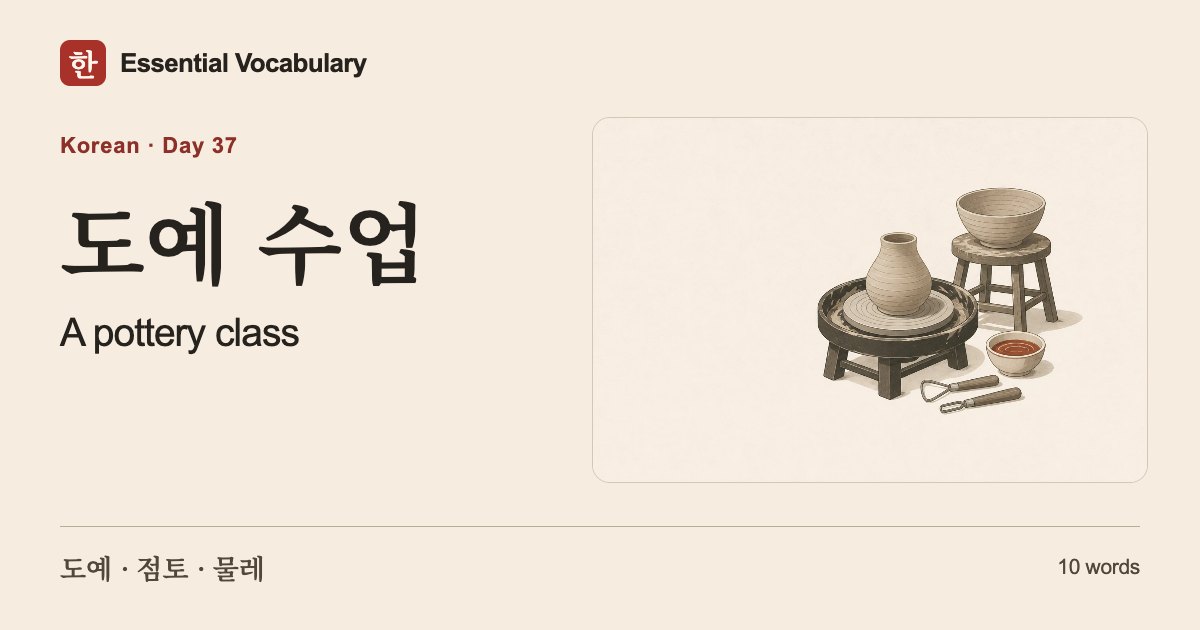 한 Essential Vocabulary
Korean · Day 37
도예 수업
A pottery class
도예 · 점토 · 물레
10 words